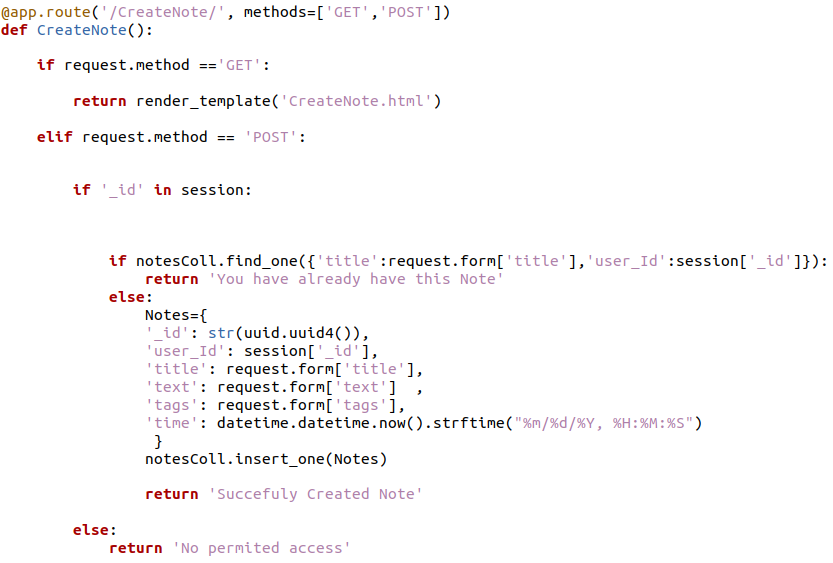 @app.route('/CreateNote/', methods=['GET','POST'])
def CreateNote():
    if request.method =='GET':
        return render_template('CreateNote.html')
    elif request.method == 'POST':
        if '_id' in session:
            if notesColl.find_one({'title':request.form['title'],'user_Id':session['_id']}):
                return 'You have already have this Note'
            else:
                Notes={
                '_id': str(uuid.uuid4()),
                'user_Id': session['_id'],
                'title': request.form['title'],
                'text': request.form['text']  ,
                'tags': request.form['tags'],
                'time': datetime.datetime.now().strftime("%m/%d/%Y, %H:%M:%S")
                 }
                notesColl.insert_one(Notes)
                return 'Succefuly Created Note'
        else:
            return 'No permited access'